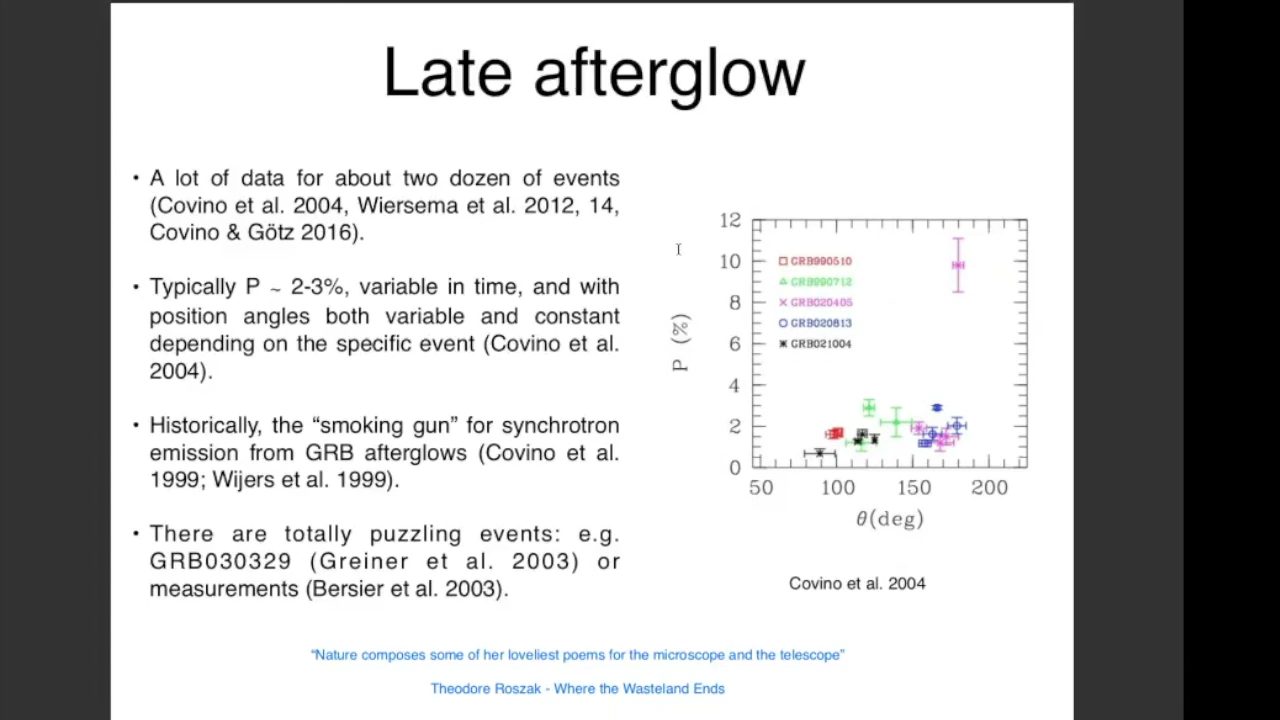 Late afterglow
• A lot of data for about two dozen of events
(Covino et al. 2004, Wiersema et al. 2012, 14,
Covino & Götz 2016).
• Typically P ~ 2-3%, variable in time, and with
position angles both variable and constant
depending on the specific event (Covino et al.
2004).
• Historically, the “smoking gun” for synchrotron
emission from GRB afterglows (Covino et al.
1999; Wijers et al. 1999).
• There are totally puzzling events: e.g.
GRB030329 (Greiner et al. 2003) or
measurements (Bersier et al. 2003).
12
10
8
6
4
2
0
P (%)
GRB990510
GRB990712
GRB020405
GRB020813
GRB021004
50 100 150 200
θ(deg)
Covino et al. 2004
“Nature composes some of her loveliest poems for the microscope and the telescope”
Theodore Roszak - Where the Wasteland Ends